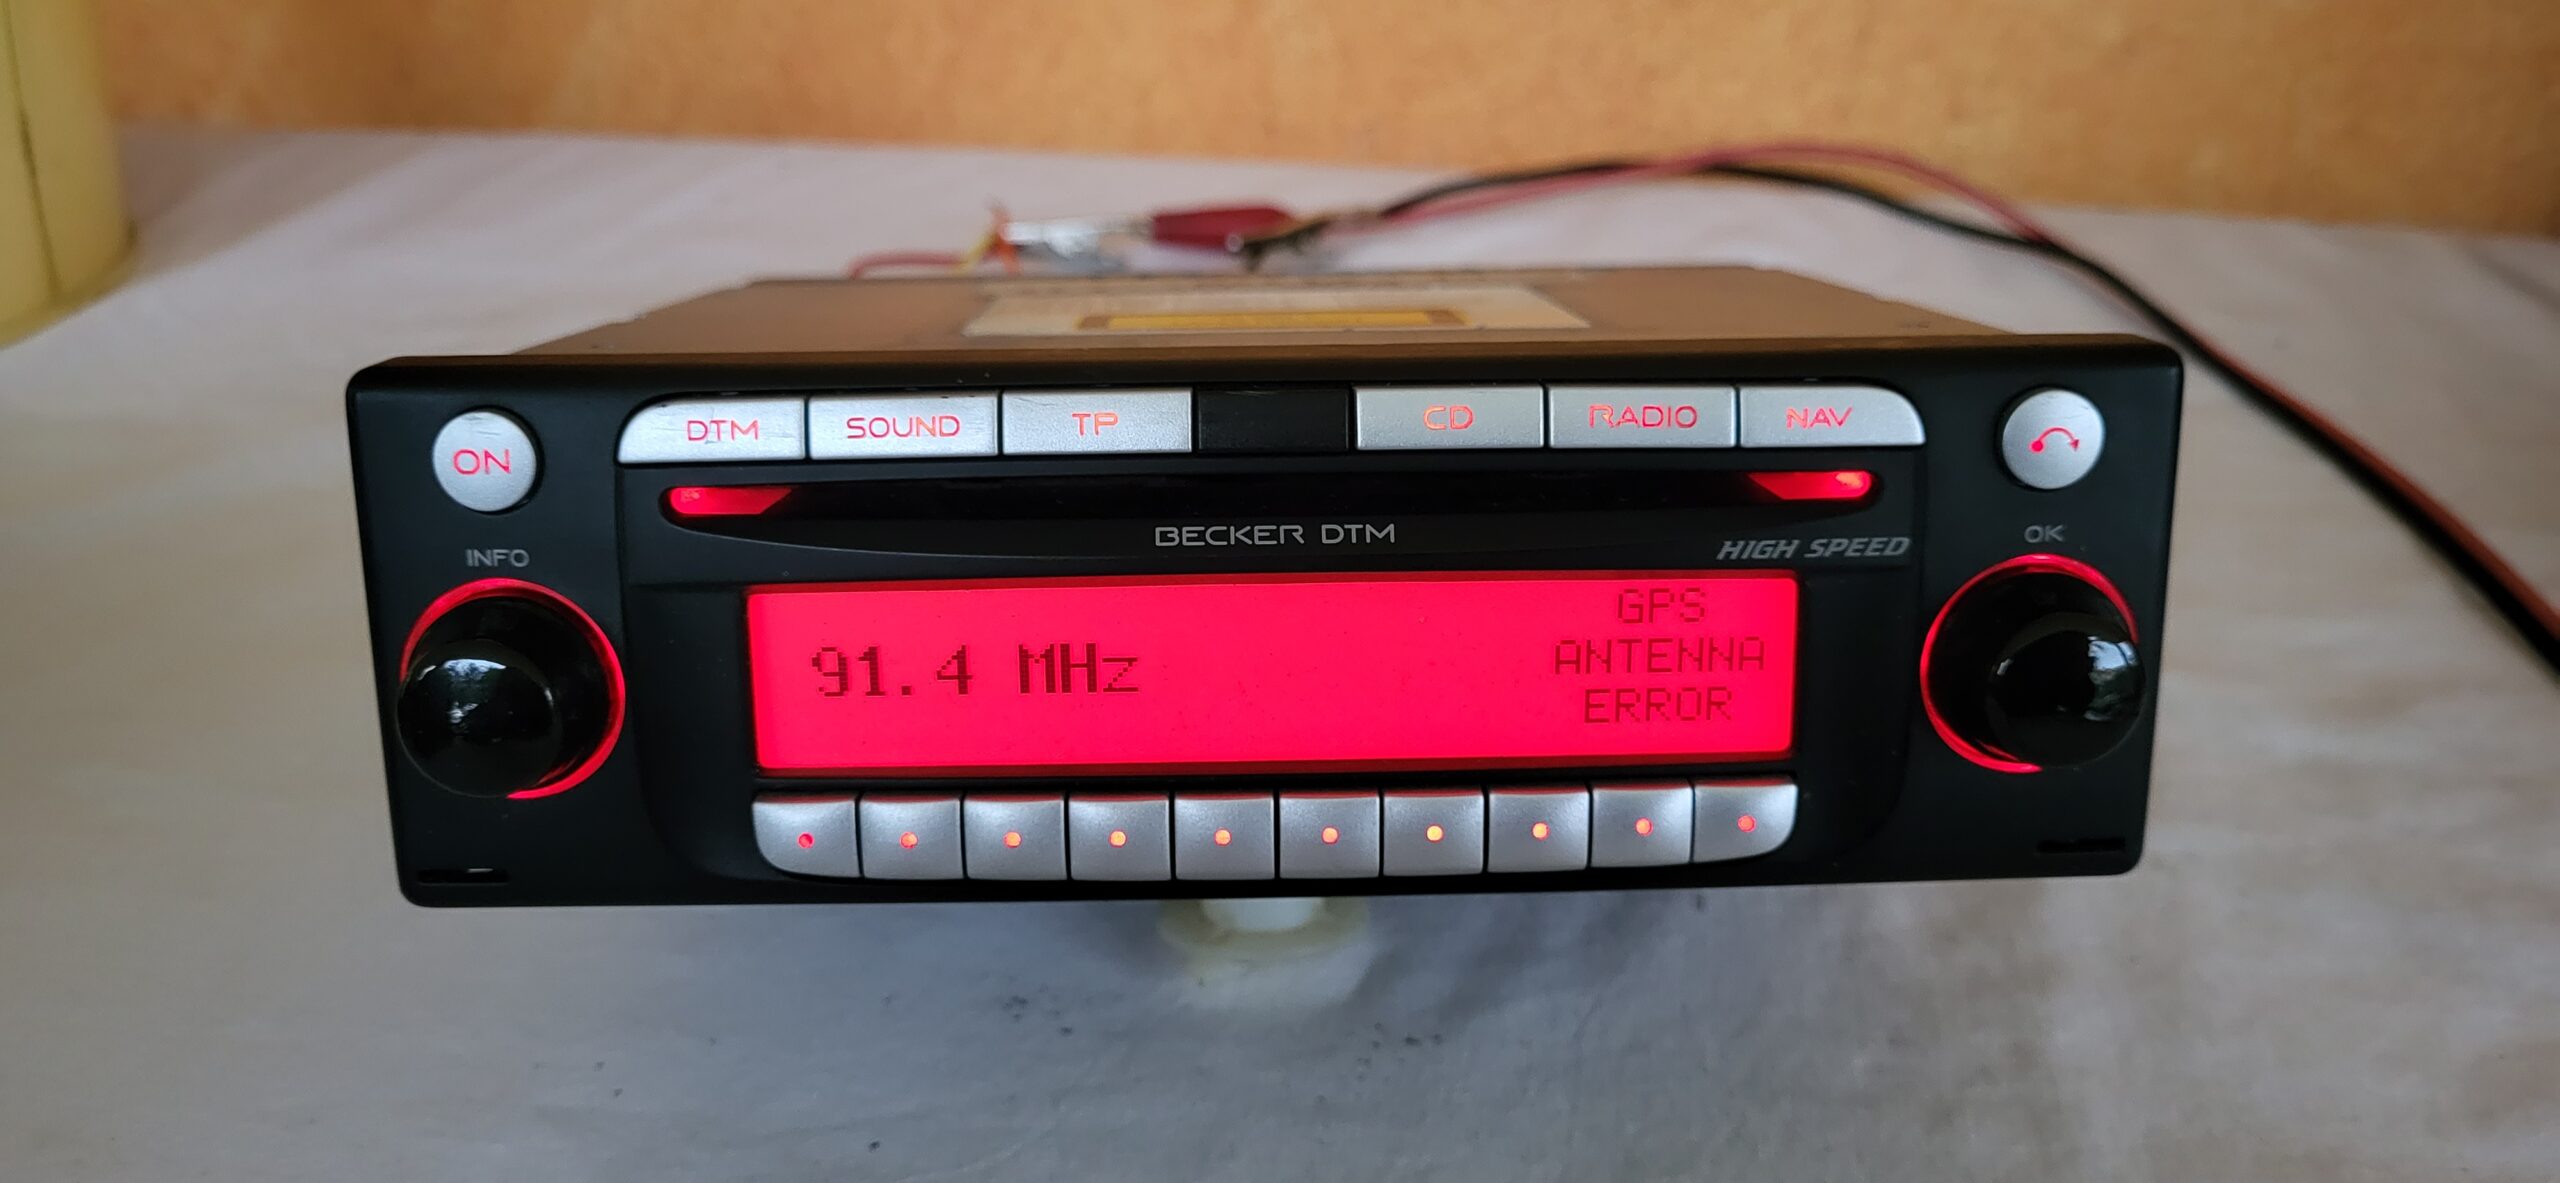 ON
DTM
SOUND
TP
CD
RADIO
NAV
BECKER DTM
HIGH SPEED
INFO
OK
91.4 MHz
GPS
ANTENNA
ERROR